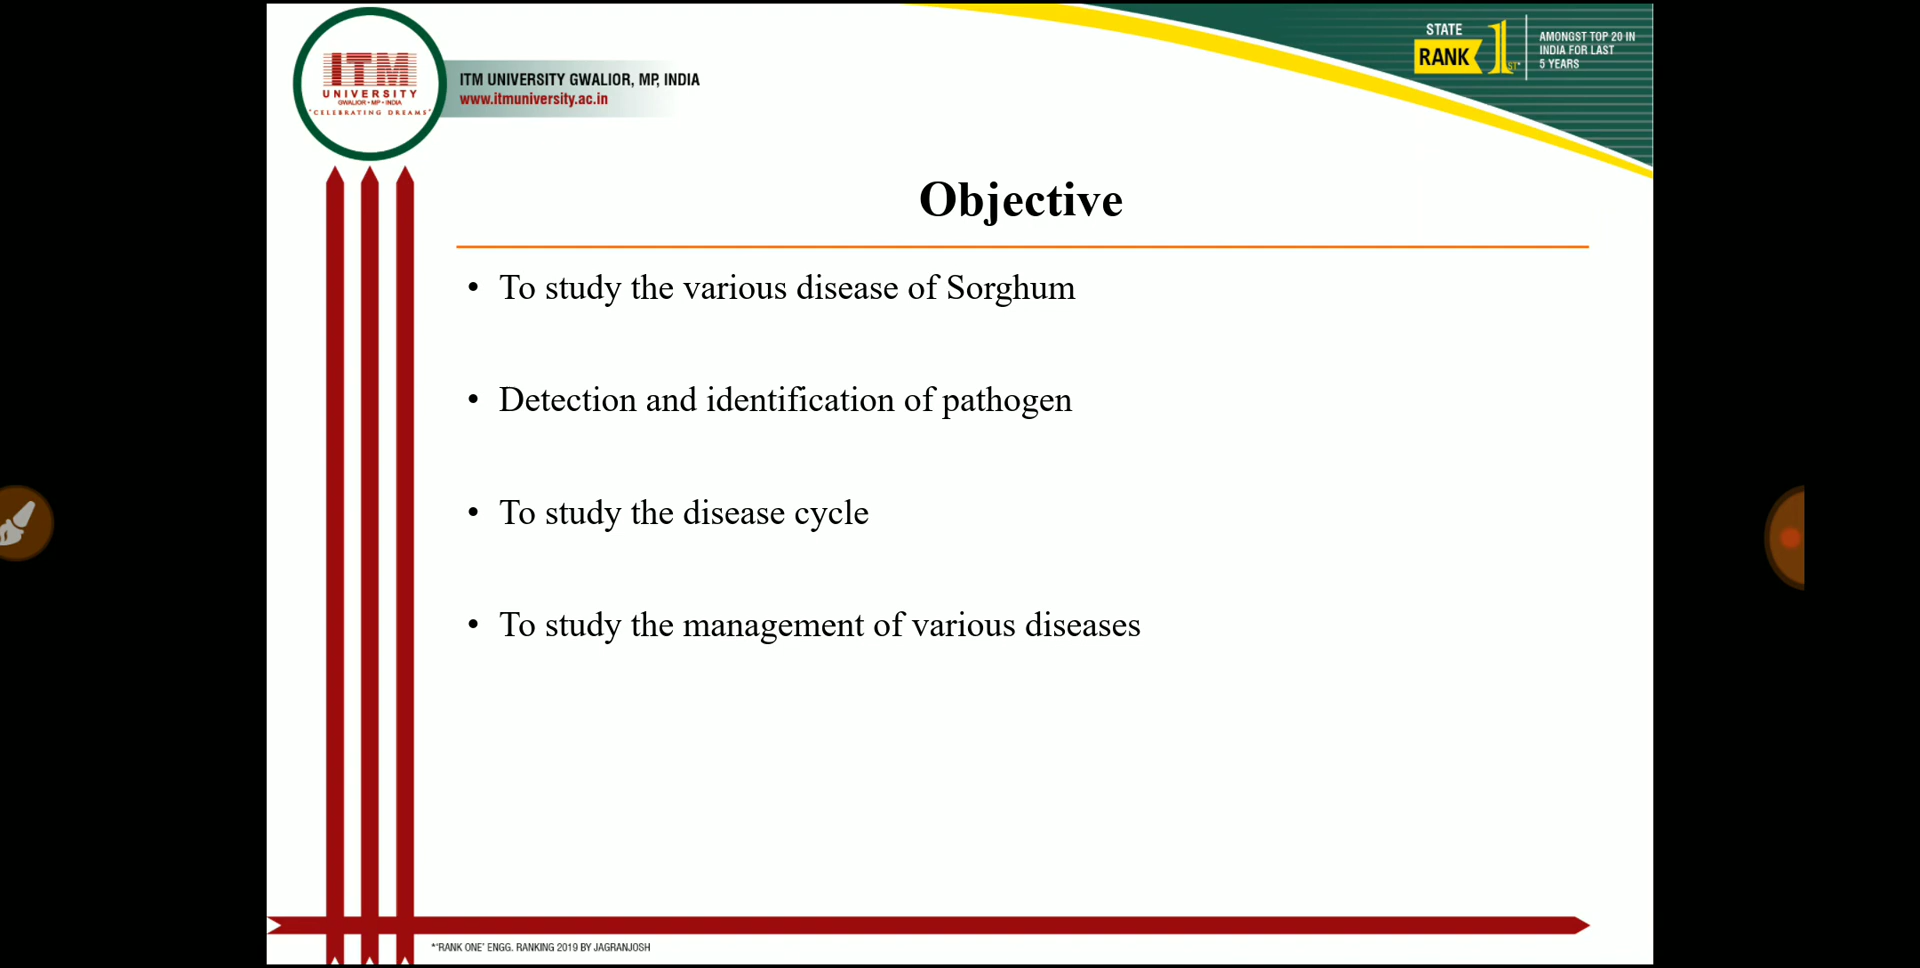 ITM
UNIVERSITY
GWALIOR • MP • INDIA
"CELEBRATING DREAMS"
ITM UNIVERSITY GWALIOR, MP, INDIA
www.itmuniversity.ac.in
STATE
RANK 1ST*
AMONGST TOP 20 IN
INDIA FOR LAST
5 YEARS
Objective
• To study the various disease of Sorghum
• Detection and identification of pathogen
• To study the disease cycle
• To study the management of various diseases
*'RANK ONE' ENGG. RANKING 2019 BY JAGRANJOSH